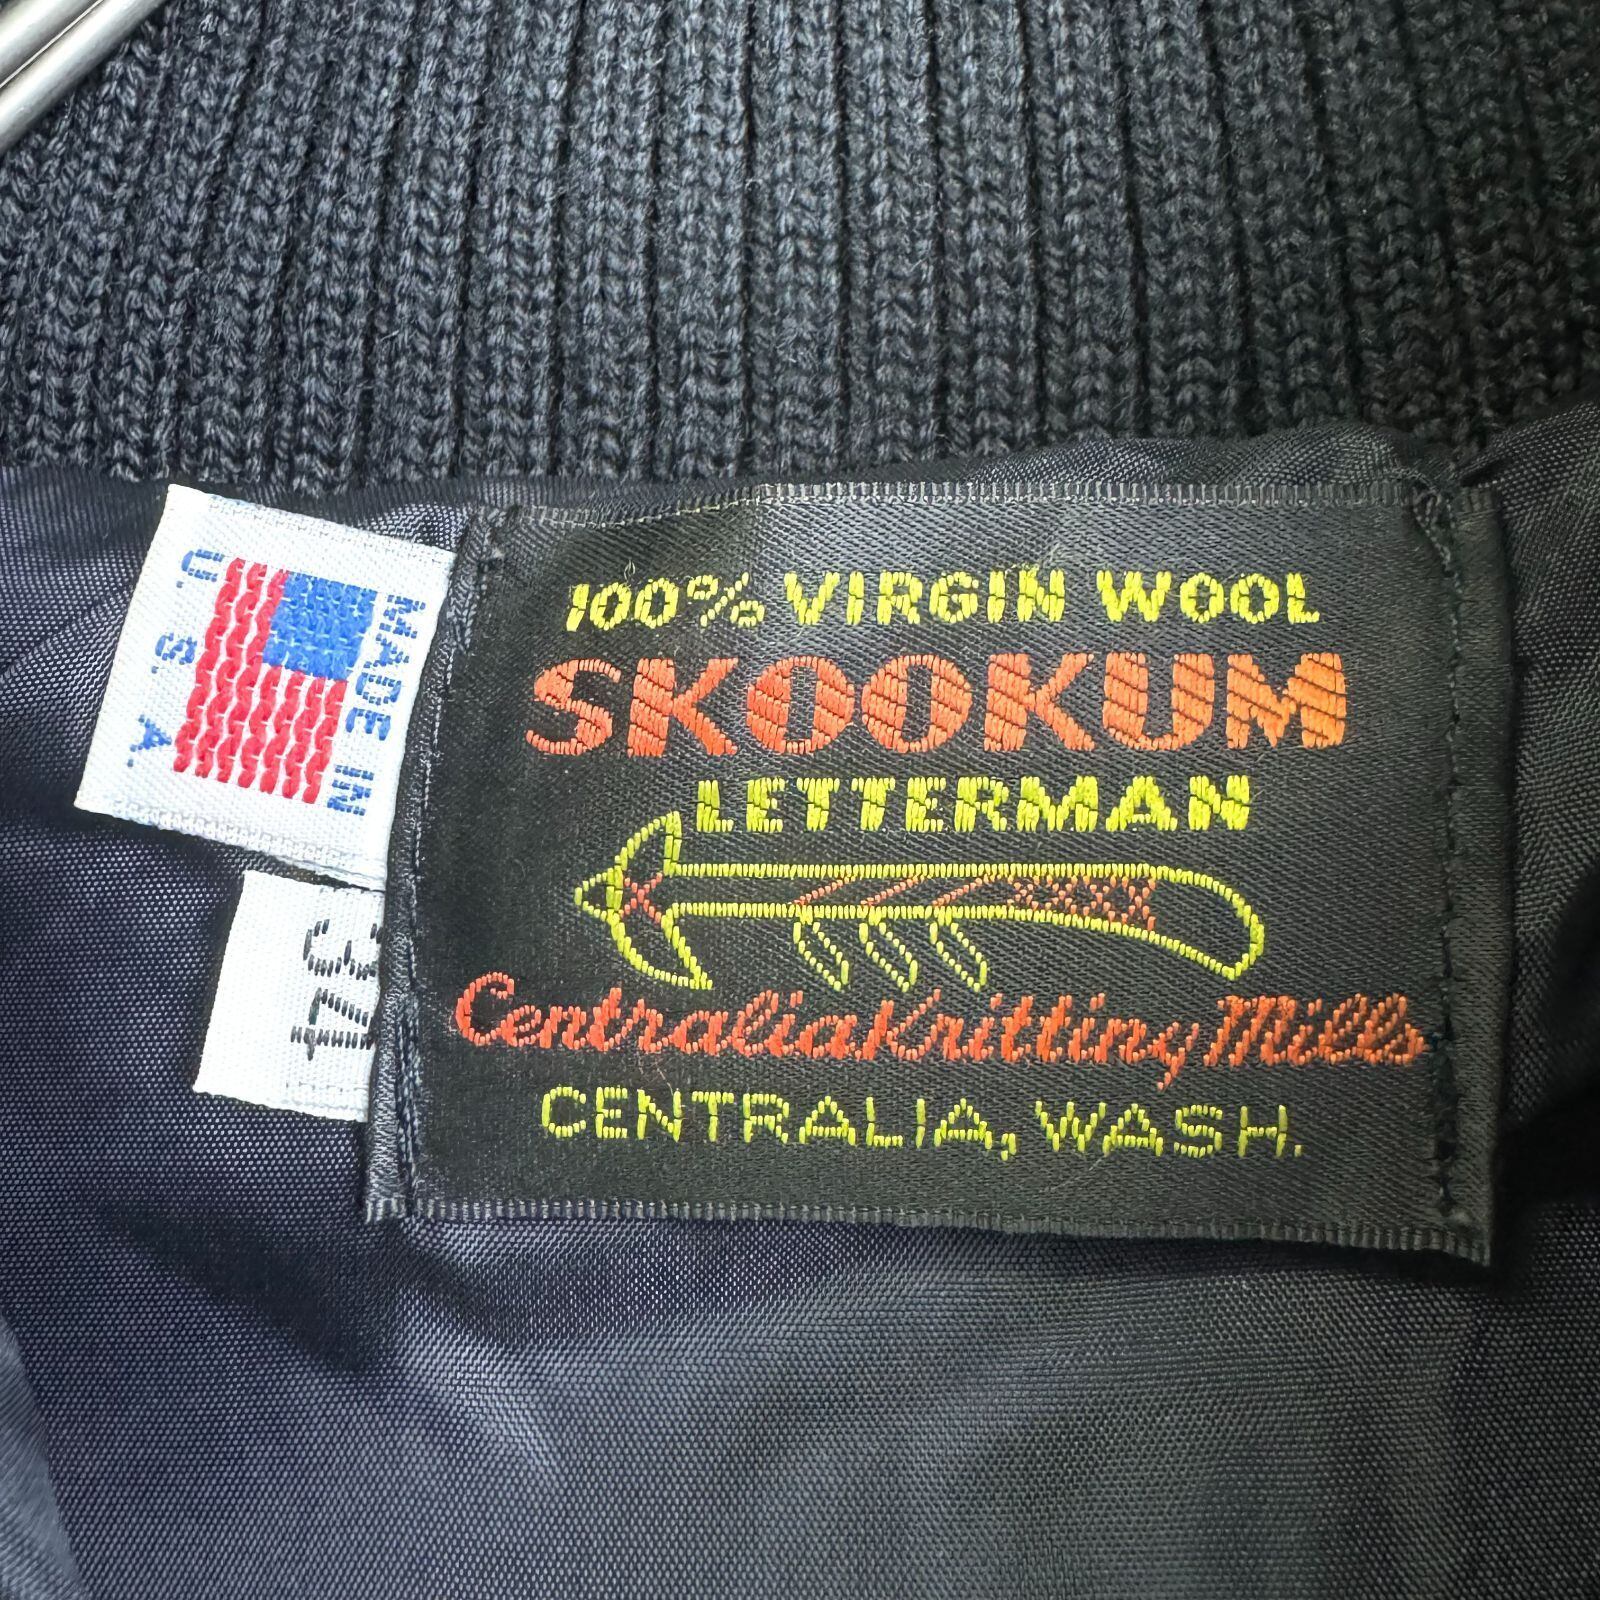 100% VIRGIN WOOL
SKOOKUM
LETTERMAN
Centralia Knitting Mills
CENTRALIA, WASH.
MADE IN
U. S. A.